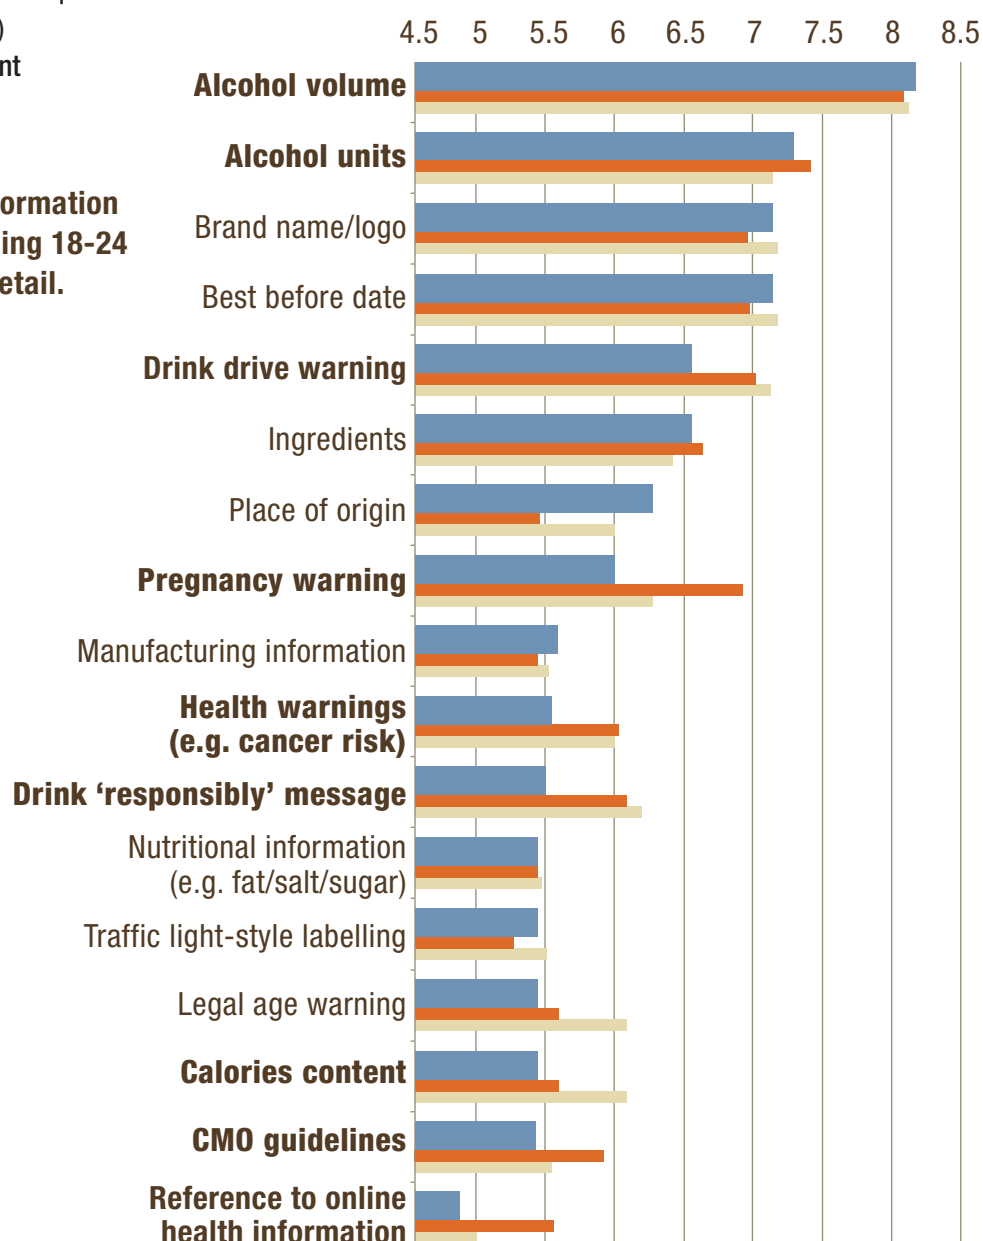 )
nt
ormation
ing 18-24
etail.
4.5 5 5.5 6 6.5 7 7.5 8 8.5
Alcohol volume
Alcohol units
Brand name/logo
Best before date
Drink drive warning
Ingredients
Place of origin
Pregnancy warning
Manufacturing information
Health warnings
(e.g. cancer risk)
Drink ‘responsibly’ message
Nutritional information
(e.g. fat/salt/sugar)
Traffic light-style labelling
Legal age warning
Calories content
CMO guidelines
Reference to online
health information